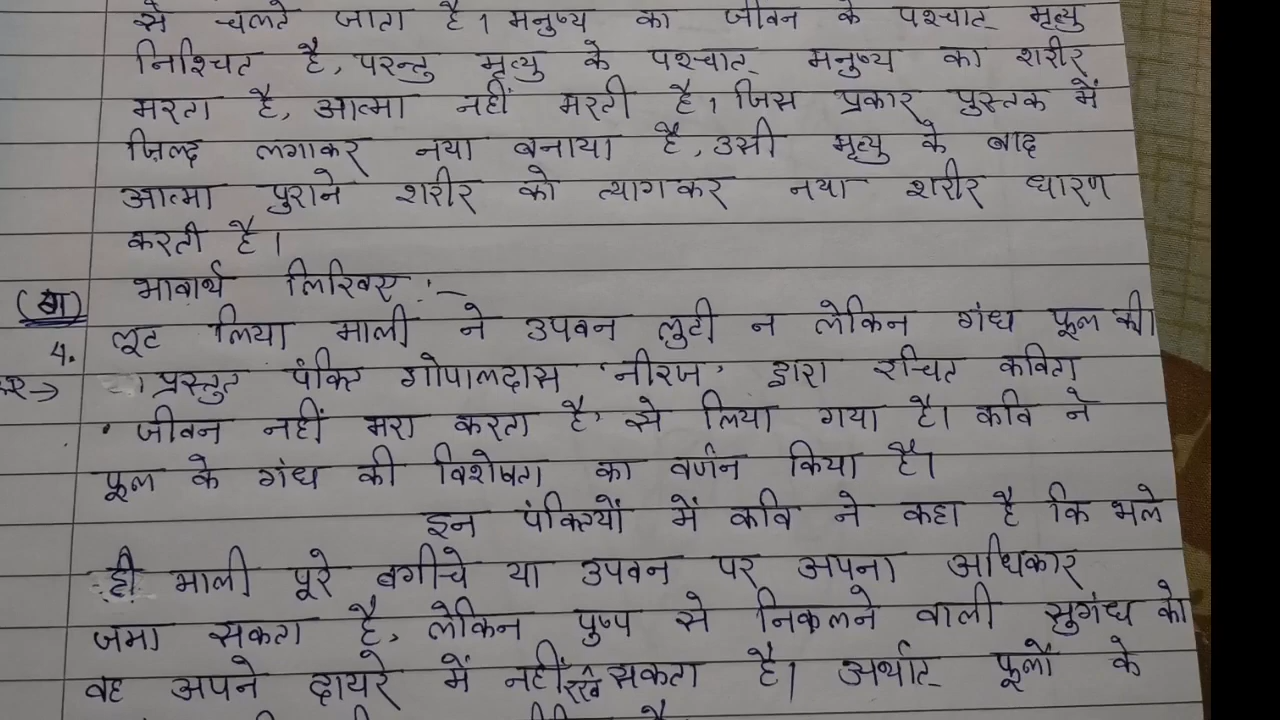 से चलते जाता है। मनुष्य का जीवन के पश्चात् मृत्यु
निश्चित है, परन्तु मृत्यु के पश्चात् मनुष्य का शरीर
मरता है, आत्मा नहीं मरती है। जिस प्रकार पुस्तक में
ज़िल्द लगाकर नया बनाया है, उसी मृत्यु के बाद
आत्मा पुराने शरीर को त्यागकर नया शरीर धारण
करती है।
भावार्थ लिखिए :-
4. लूट लिया माली ने उपवन लुटी न लेकिन गंध फूल की
प्रस्तुत पंक्ति गोपालदास 'नीरज' द्वारा रचित कविता
'जीवन नहीं मरा करता है' से लिया गया है। कवि ने
फूल के गंध की विशेषता का वर्णन किया है।
इन पंक्तियों में कवि ने कहा है कि भले
ही माली पूरे बगीचे या उपवन पर अपना अधिकार
जमा सकता है, लेकिन पुष्प से निकलने वाली सुगंध को
वह अपने दायरे में नहीं रख सकता है। अर्थात् फूलों के